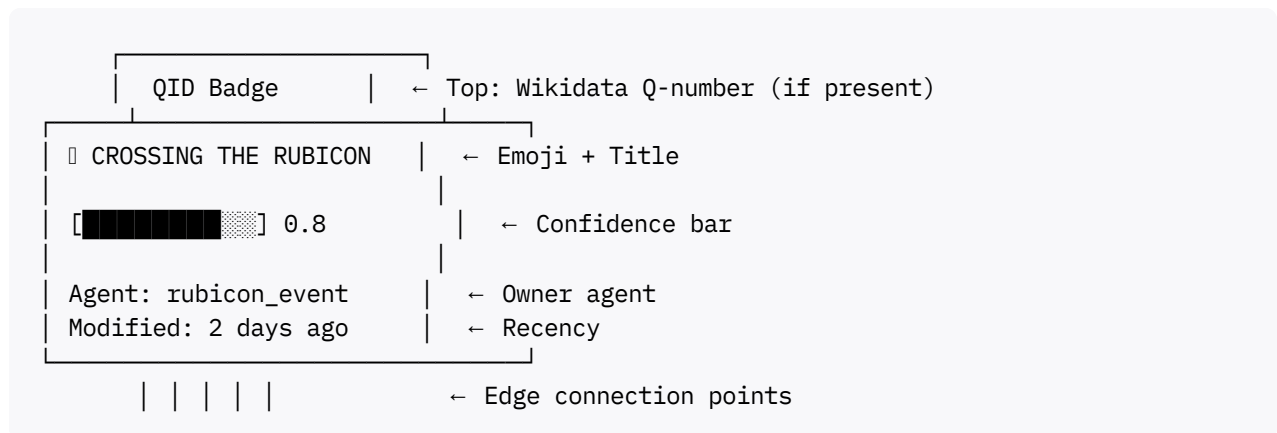 QID Badge ← Top: Wikidata Q-number (if present)
▯ CROSSING THE RUBICON ← Emoji + Title
[████████░░] 0.8 ← Confidence bar
Agent: rubicon_event ← Owner agent
Modified: 2 days ago ← Recency
← Edge connection points